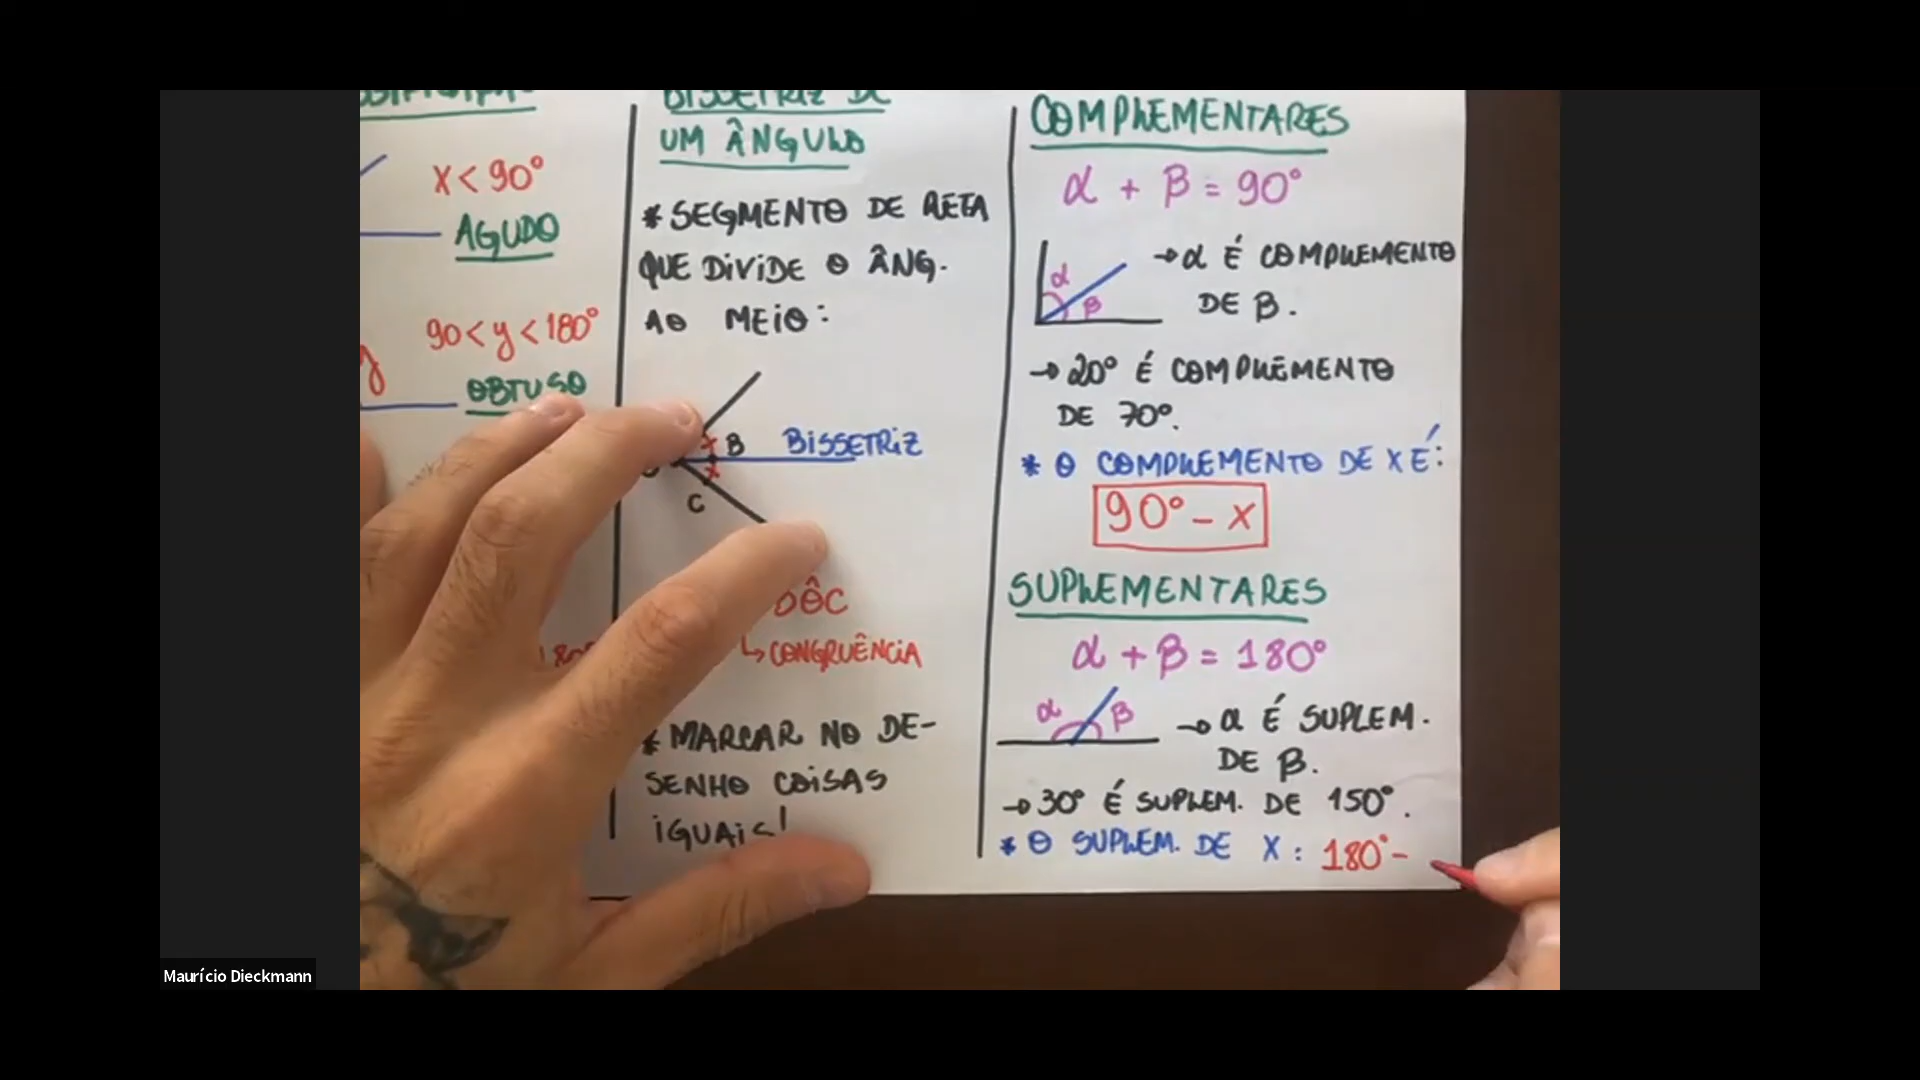 x < 90°
AGUDO
90 < y < 180°
OBTUSO
BISSETRIZ DE
UM ÂNGULO
* SEGMENTO DE RETA
QUE DIVIDE O ÂNG.
AO MEIO:
B BISSETRIZ
C
BÔC
↳ CONGRUÊNCIA
* MARCAR NO DE-
SENHO COISAS
IGUAIS!
COMPLEMENTARES
α + β = 90°
α
β
→ α É COMPLEMENTO
DE β.
→ 20° É COMPLEMENTO
DE 70°.
* O COMPLEMENTO DE X É:
90° - x
SUPLEMENTARES
α + β = 180°
α β
→ α É SUPLEM.
DE β.
→ 30° É SUPLEM. DE 150°.
* O SUPLEM. DE X: 180° -
Maurício Dieckmann